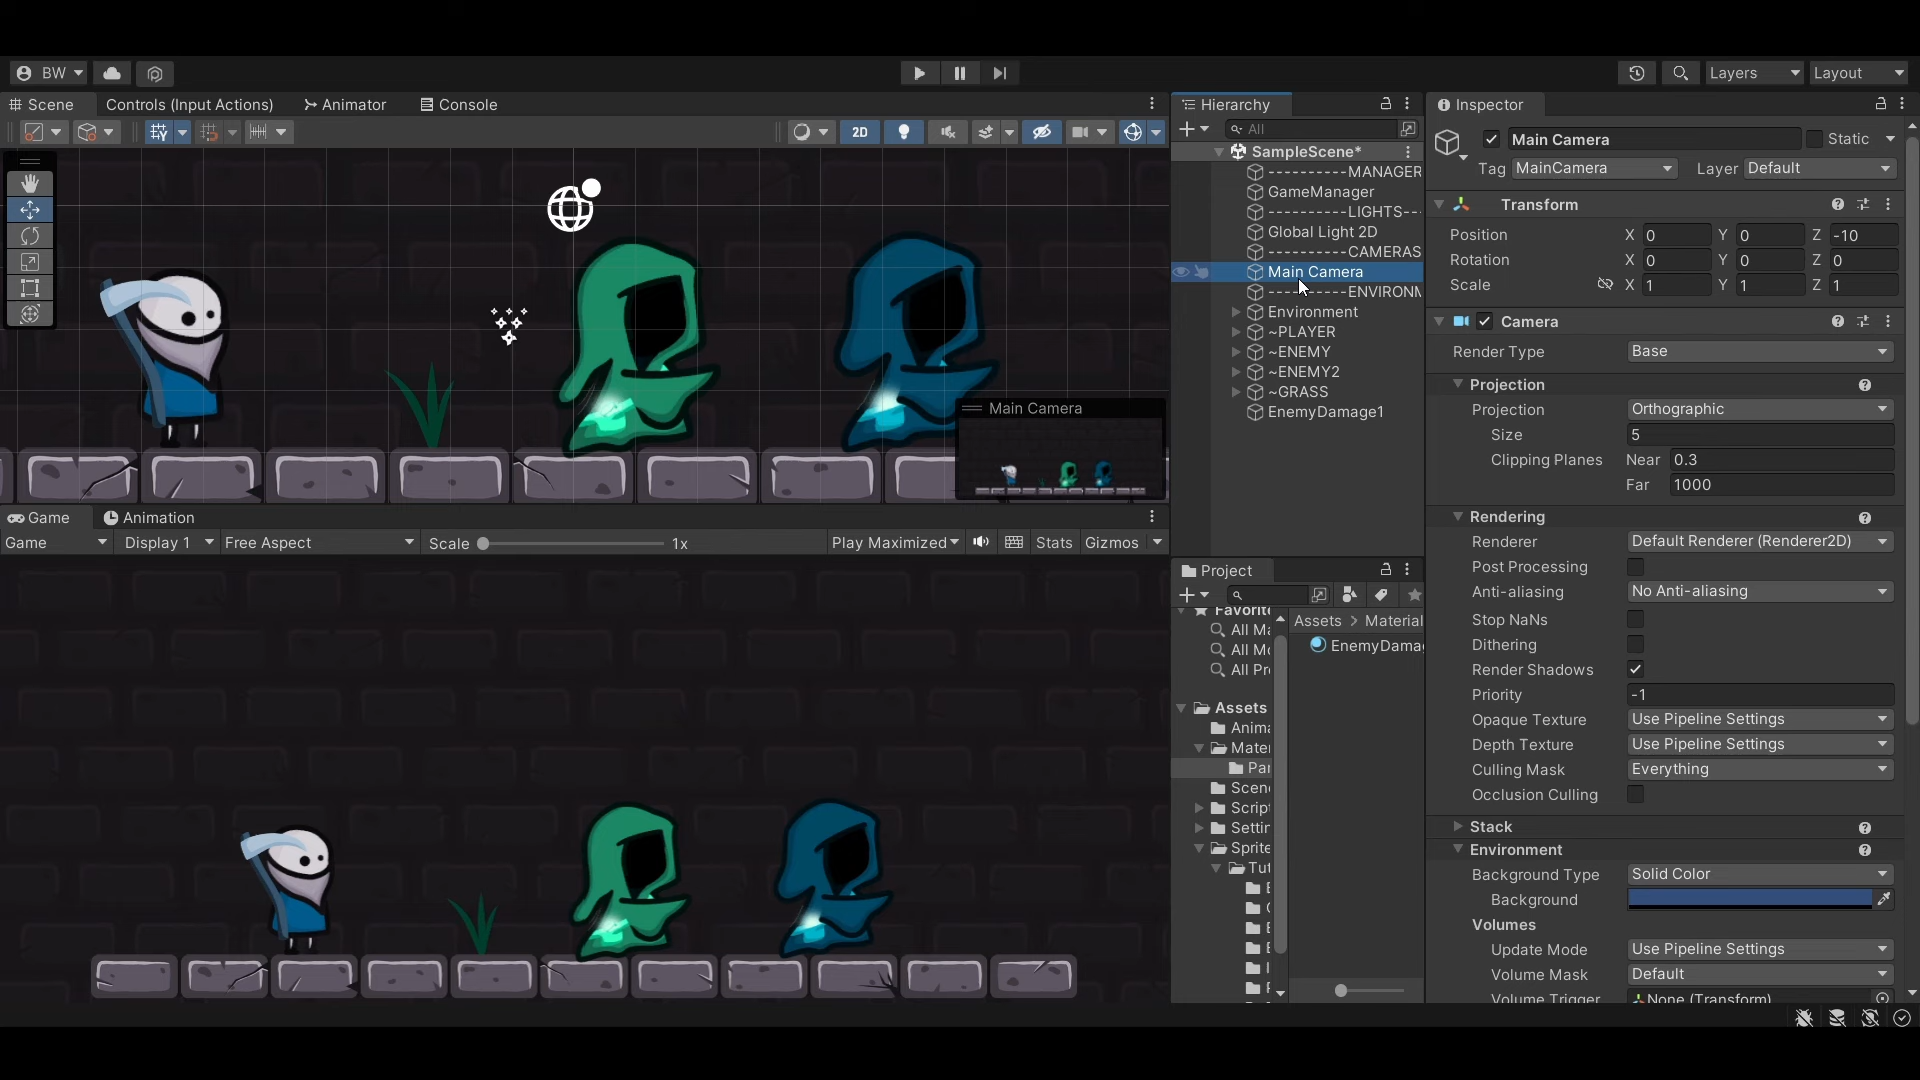 BW
Layers
Layout
Scene
Controls (Input Actions)
Animator
Console
2D
Main Camera
Game
Animation
Game
Display 1
Free Aspect
Scale
1x
Play Maximized
Stats
Gizmos
Hierarchy
All
SampleScene*
----------MANAGER
GameManager
----------LIGHTS--
Global Light 2D
----------CAMERAS
Main Camera
----------ENVIRONM
Environment
~PLAYER
~ENEMY
~ENEMY2
~GRASS
EnemyDamage1
Project
Favorite
All Ma
All Mo
All Pr
Assets
Anima
Mater
Par
Scene
Script
Settin
Sprite
Tut
Assets > Material
EnemyDamag
Inspector
Main Camera
Static
Tag MainCamera Layer Default
Transform
Position X 0 Y 0 Z -10
Rotation X 0 Y 0 Z 0
Scale X 1 Y 1 Z 1
Camera
Render Type Base
Projection
Projection Orthographic
Size 5
Clipping Planes Near 0.3
Far 1000
Rendering
Renderer Default Renderer (Renderer2D)
Post Processing
Anti-aliasing No Anti-aliasing
Stop NaNs
Dithering
Render Shadows
Priority -1
Opaque Texture Use Pipeline Settings
Depth Texture Use Pipeline Settings
Culling Mask Everything
Occlusion Culling
Stack
Environment
Background Type Solid Color
Background
Volumes
Update Mode Use Pipeline Settings
Volume Mask Default
Volume Trigger None (Transform)